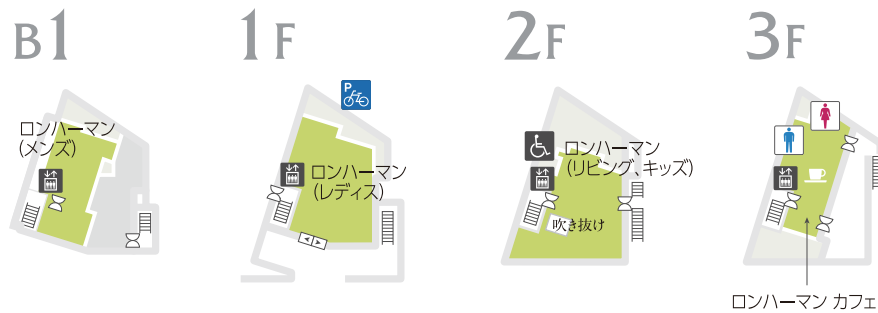 B1
1F
2F
3F
ロンハーマン
(メンズ)
P
ロンハーマン
(レディス)
ロンハーマン
(リビング、キッズ)
吹き抜け
ロンハーマン カフェ